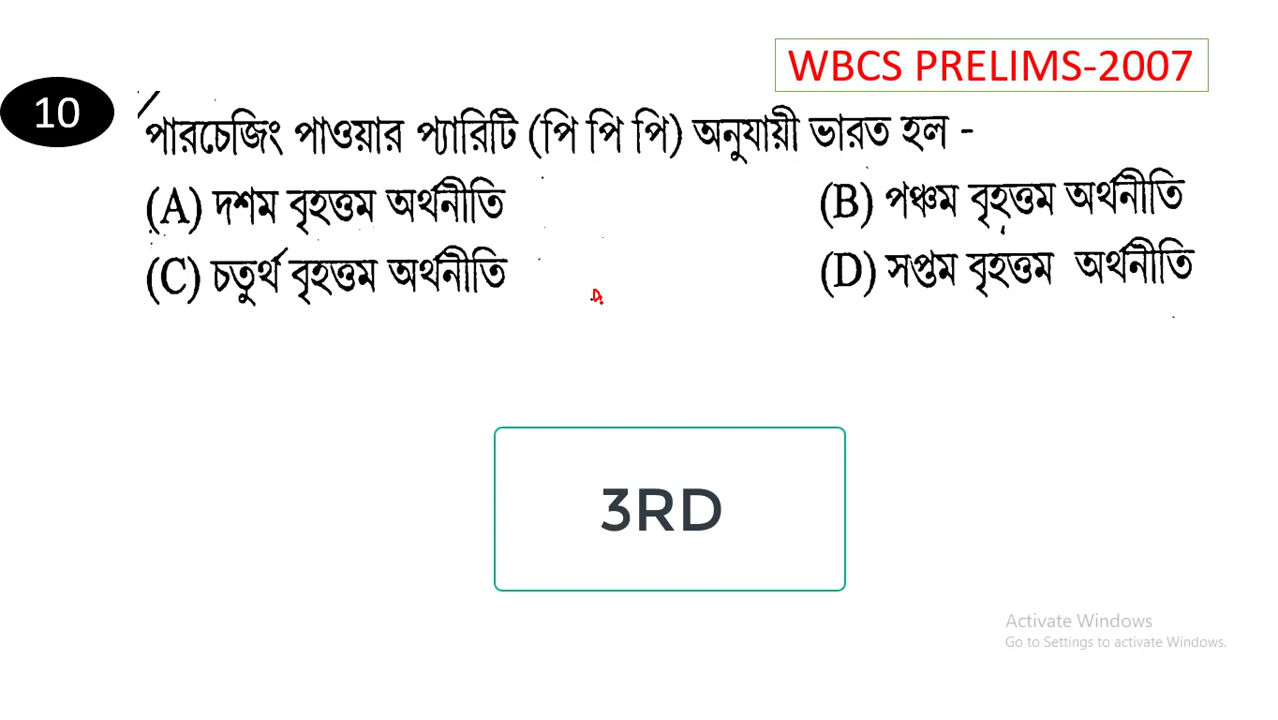 WBCS PRELIMS-2007
10
পারচেজিং পাওয়ার প্যারিটি (পি পি পি) অনুযায়ী ভারত হল -
(A) দশম বৃহত্তম অর্থনীতি
(B) পঞ্চম বৃহত্তম অর্থনীতি
(C) চতুর্থ বৃহত্তম অর্থনীতি
(D) সপ্তম বৃহত্তম অর্থনীতি
3RD
Activate Windows
Go to Settings to activate Windows.